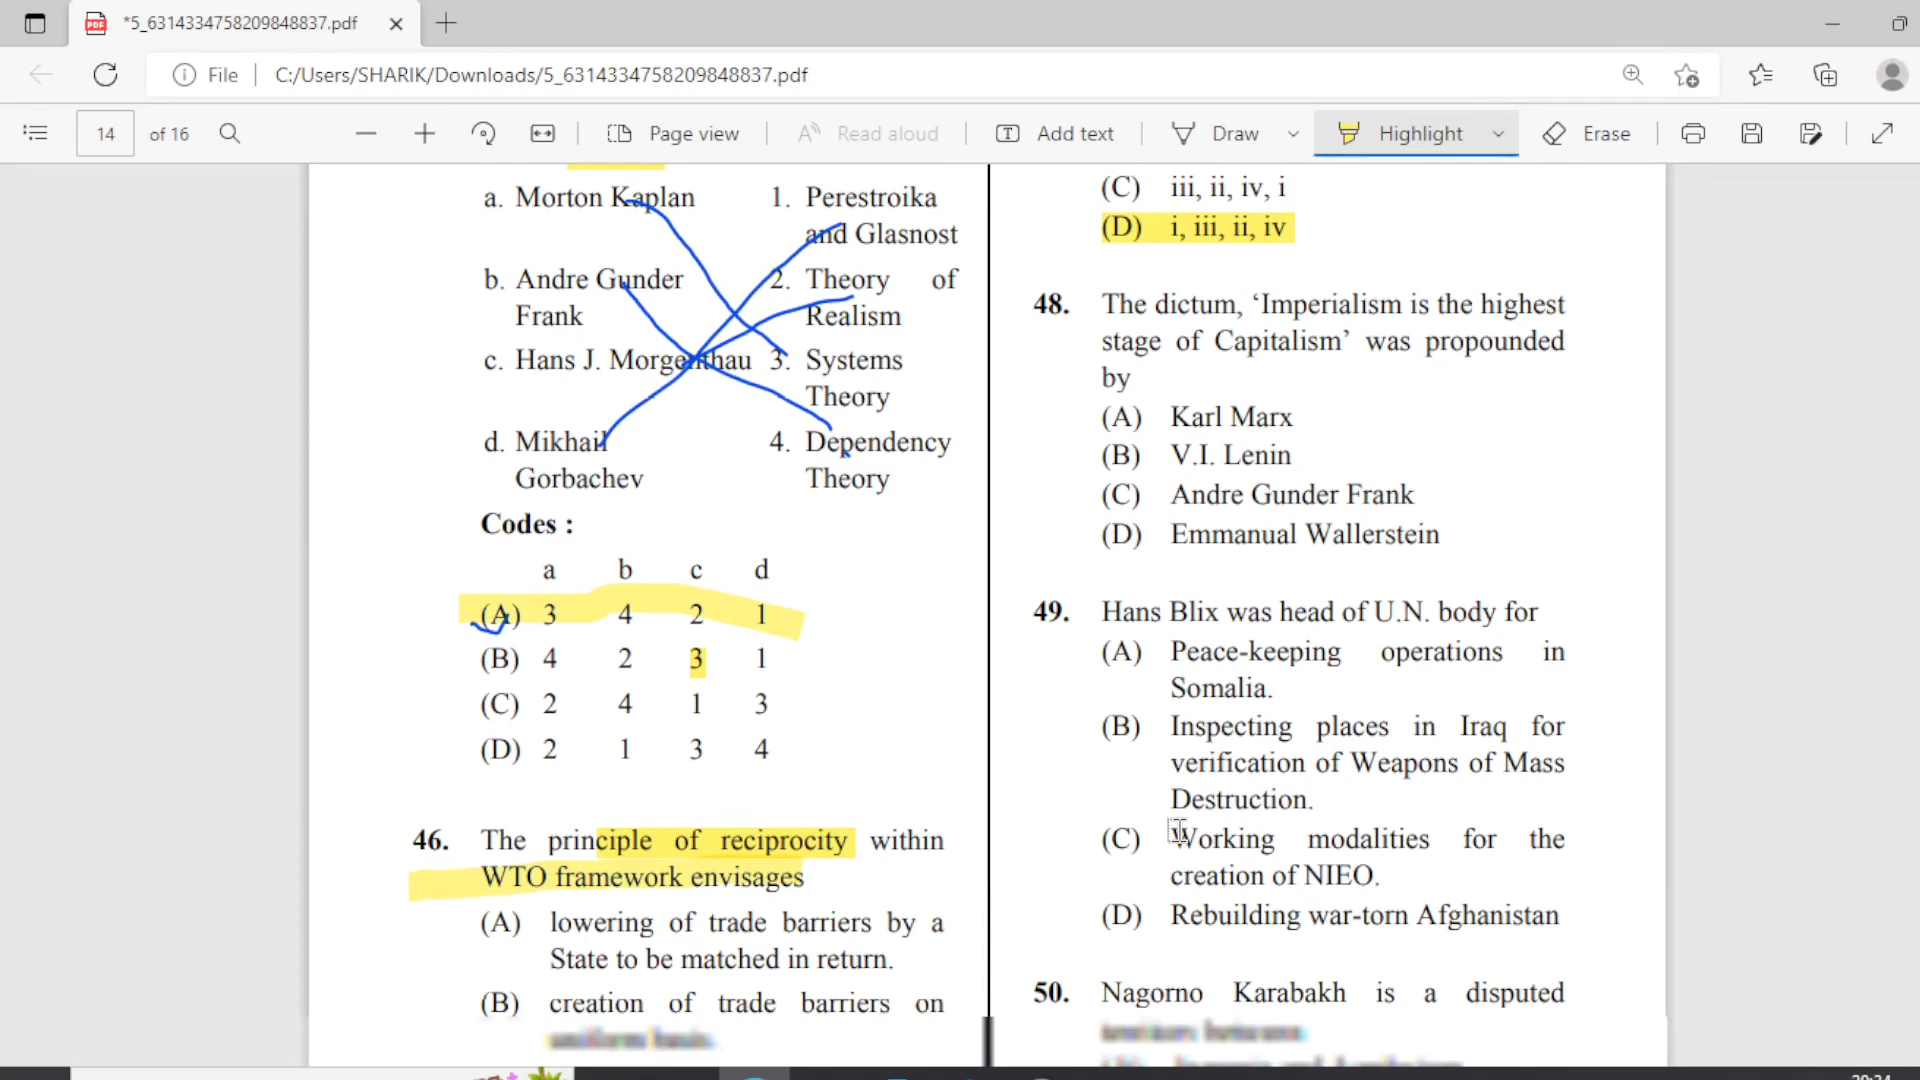 *5_6314334758209848837.pdf
File
C:/Users/SHARIK/Downloads/5_6314334758209848837.pdf
14 of 16
Page view
Read aloud
Add text
Draw
Highlight
Erase
a. Morton Kaplan 1. Perestroika
and Glasnost
b. Andre Gunder 2. Theory of
Frank Realism
c. Hans J. Morgenthau 3. Systems
Theory
d. Mikhail 4. Dependency
Gorbachev Theory
Codes :
a b c d
(A) 3 4 2 1
(B) 4 2 3 1
(C) 2 4 1 3
(D) 2 1 3 4
46. The principle of reciprocity within
WTO framework envisages
(A) lowering of trade barriers by a
State to be matched in return.
(B) creation of trade barriers on
uniform basis.
(C) iii, ii, iv, i
(D) i, iii, ii, iv
48. The dictum, ‘Imperialism is the highest
stage of Capitalism’ was propounded
by
(A) Karl Marx
(B) V.I. Lenin
(C) Andre Gunder Frank
(D) Emmanual Wallerstein
49. Hans Blix was head of U.N. body for
(A) Peace-keeping operations in
Somalia.
(B) Inspecting places in Iraq for
verification of Weapons of Mass
Destruction.
(C) Working modalities for the
creation of NIEO.
(D) Rebuilding war-torn Afghanistan
50. Nagorno Karabakh is a disputed